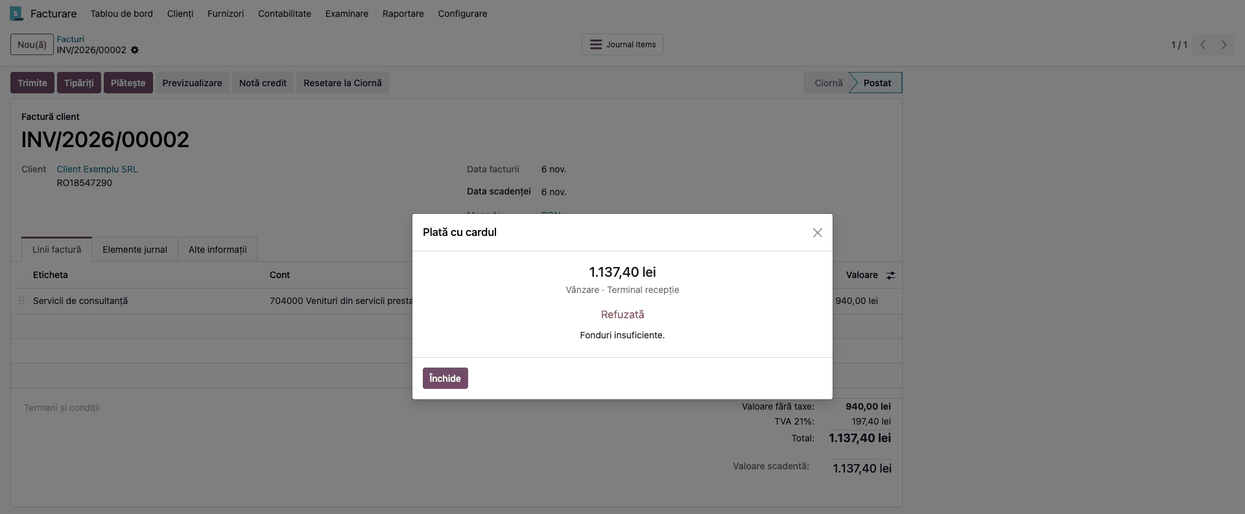 Facturare Tablou de bord Clienți Furnizori Contabilitate Examinare Raportare Configurare
Nou(ă)
Facturi
INV/2026/00002
Journal Items
1 / 1
Trimite Tipăriți Plătește Previzualizare Notă credit Resetare la Ciornă
Ciornă Postat
Factură client
INV/2026/00002
Client Client Exemplu SRL
RO18547290
Data facturii 6 nov.
Data scadenței 6 nov.
Plată cu cardul
1.137,40 lei
Vânzare · Terminal recepție
Refuzată
Fonduri insuficiente.
Închide
Linii factură Elemente jurnal Alte informații
Eticheta Cont Valoare
Servicii de consultanță 704000 Venituri din servicii presta 940,00 lei
Termeni și condiții
Valoare fără taxe: 940,00 lei
TVA 21%: 197,40 lei
Total: 1.137,40 lei
Valoare scadentă: 1.137,40 lei